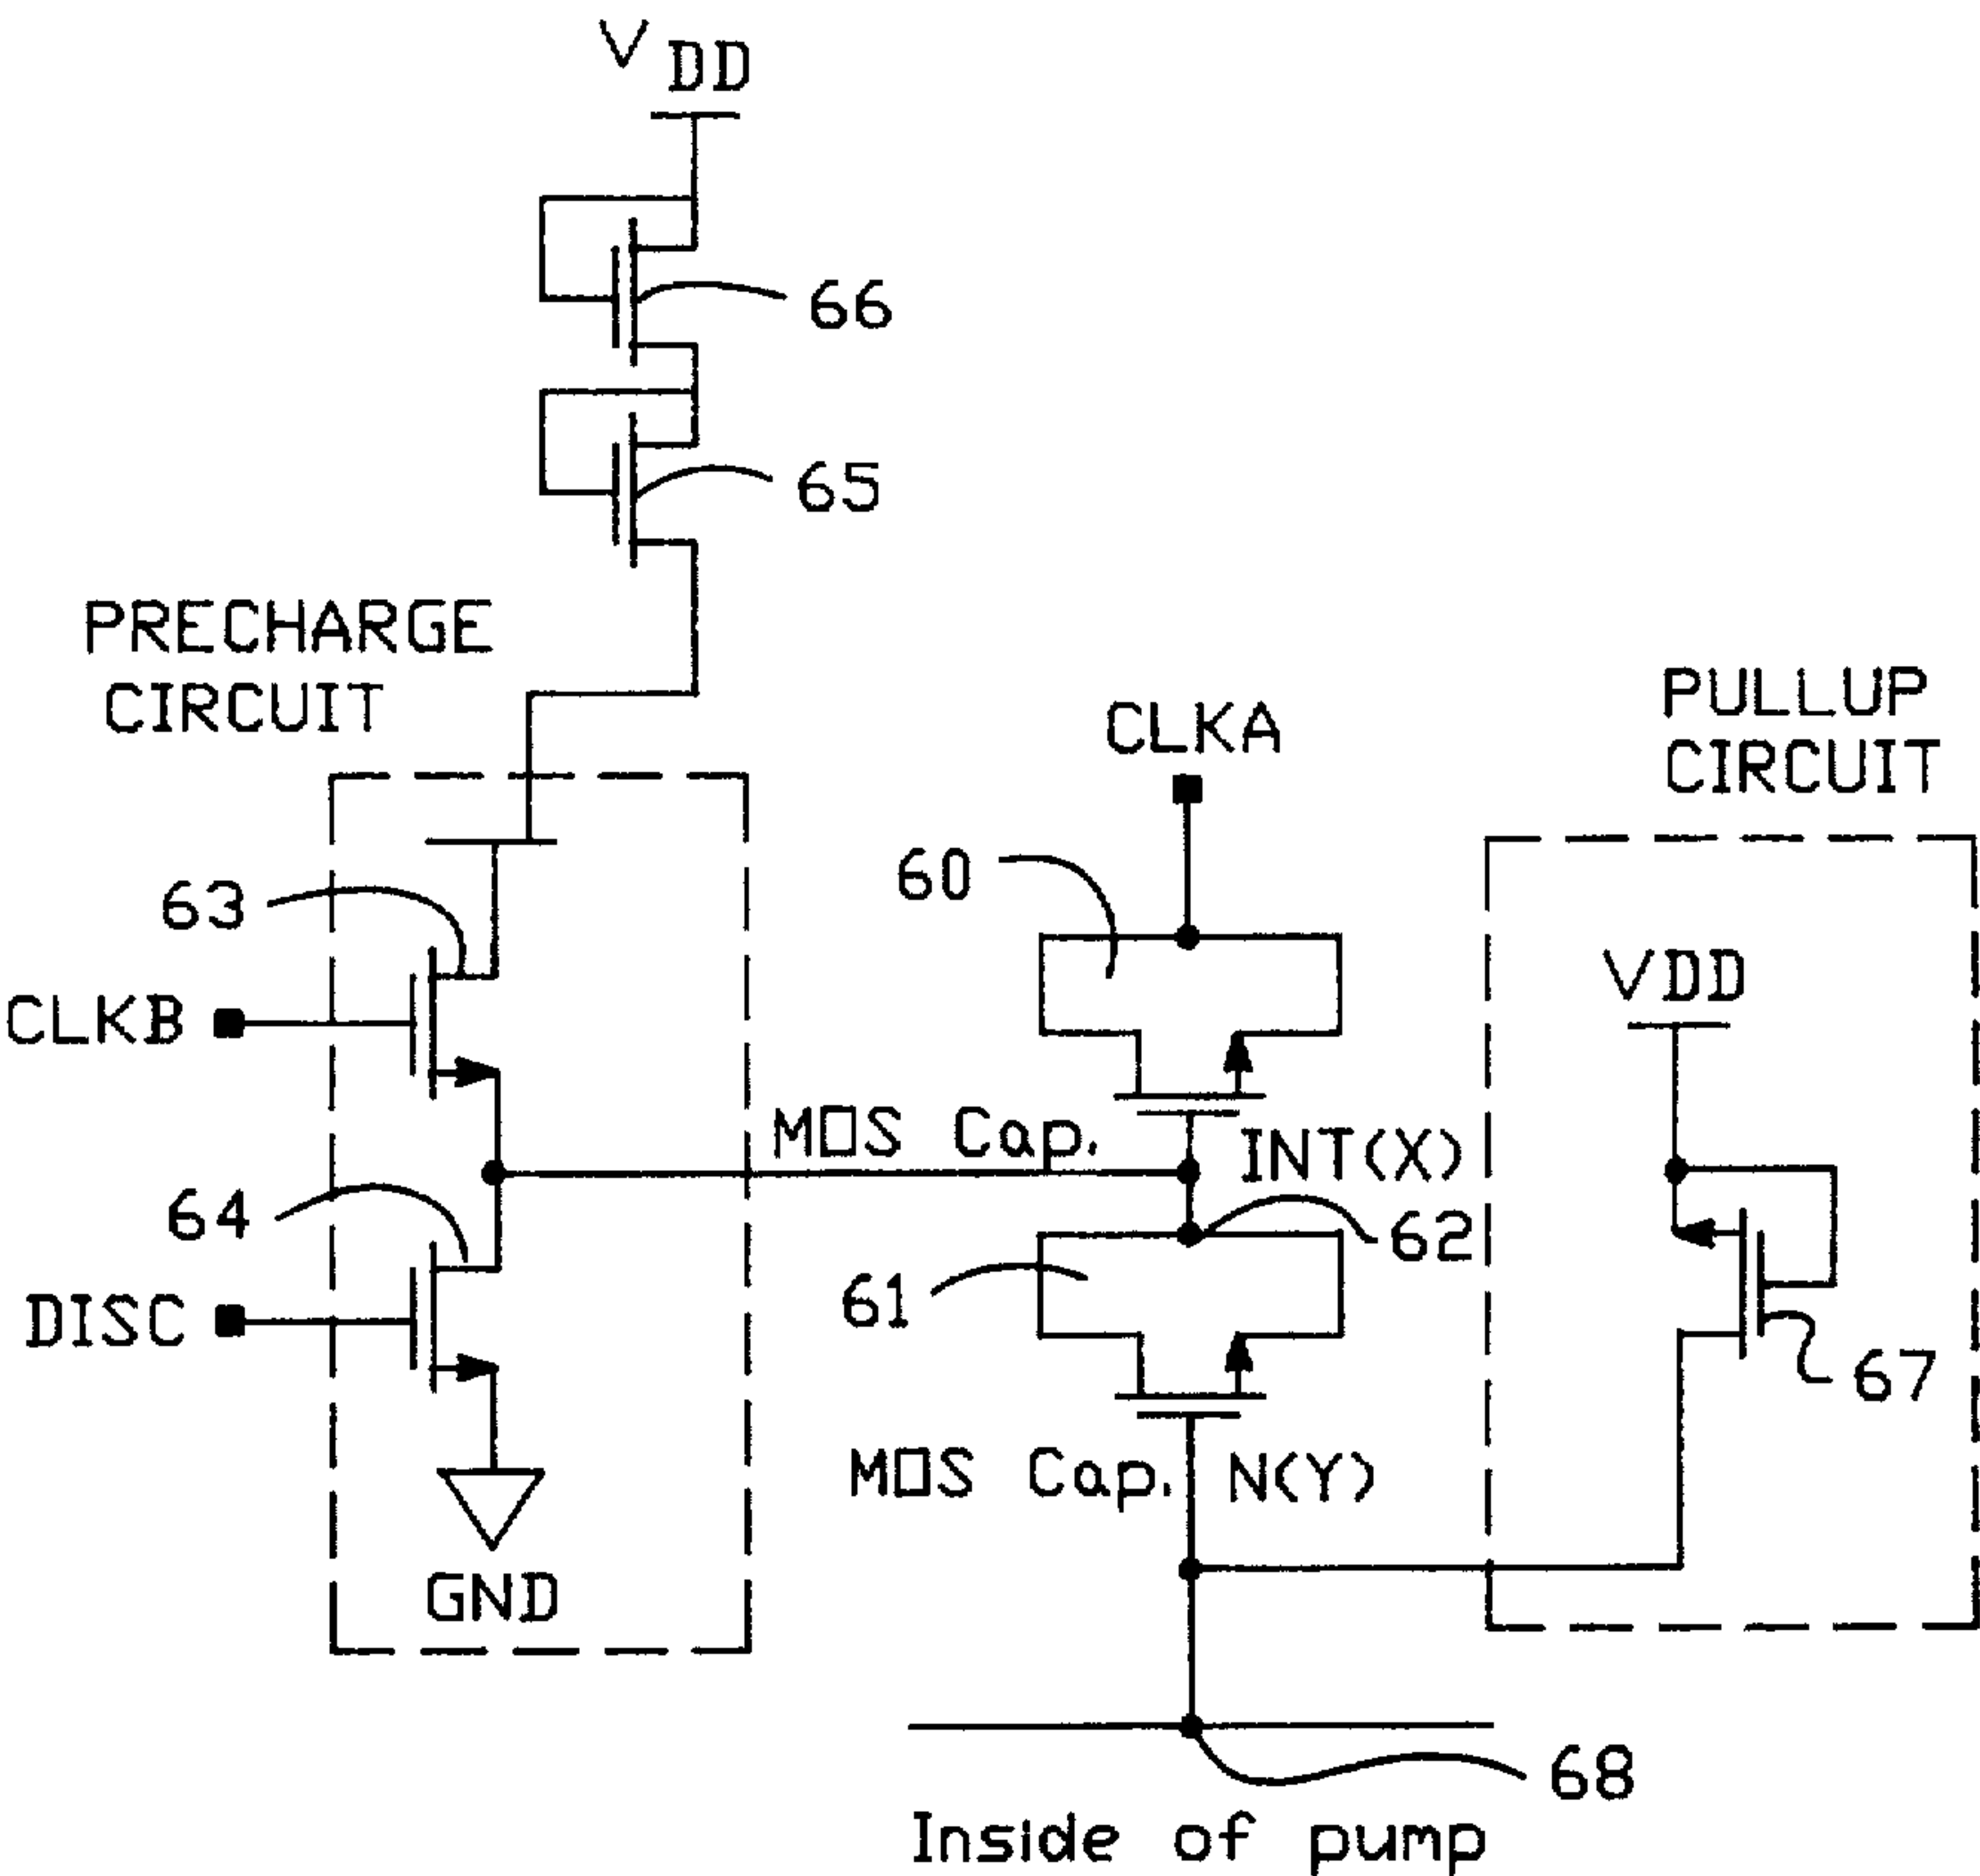 VDD
66
65
PRECHARGE
CIRCUIT
CLKA
PULLUP
CIRCUIT
60
63
VDD
CLKB
MOS Cap.
INT(X)
64
62
61
DISC
67
MOS Cap.
N(Y)
GND
68
Inside of pump